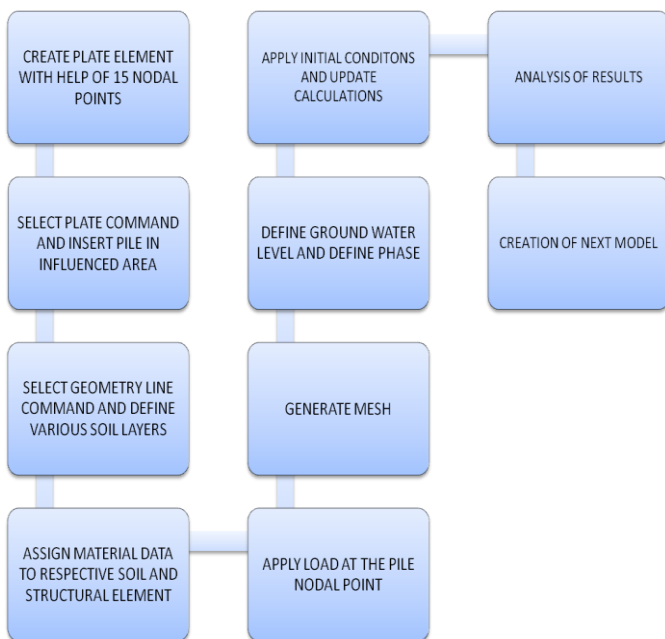 CREATE PLATE ELEMENT
WITH HELP OF 15 NODAL
POINTS
SELECT PLATE COMMAND
AND INSERT PILE IN
INFLUENCED AREA
SELECT GEOMETRY LINE
COMMAND AND DEFINE
VARIOUS SOIL LAYERS
ASSIGN MATERIAL DATA
TO RESPECTIVE SOIL AND
STRUCTURAL ELEMENT
APPLY LOAD AT THE PILE
NODAL POINT
GENERATE MESH
DEFINE GROUND WATER
LEVEL AND DEFINE PHASE
APPLY INITIAL CONDITONS
AND UPDATE
CALCULATIONS
ANALYSIS OF RESULTS
CREATION OF NEXT MODEL